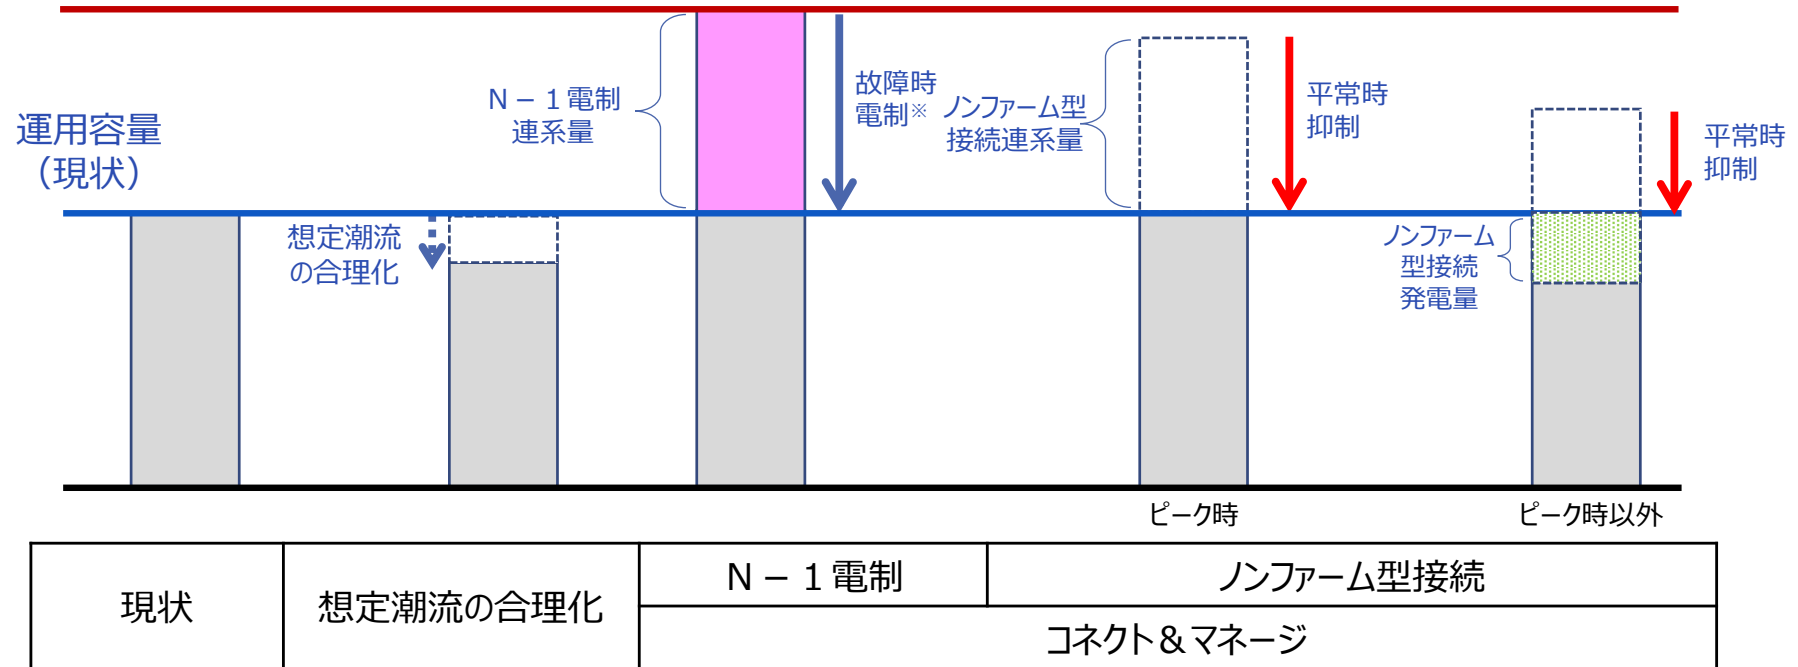 運用容量
（現状）
想定潮流
の合理化
Ｎ－１電制
連系量
故障時
電制※
ノンファーム型
接続連系量
平常時
抑制
平常時
抑制
ノンファーム
型接続
発電量
ピーク時
ピーク時以外
現状
想定潮流の合理化
Ｎ－１電制
ノンファーム型接続
コネクト＆マネージ